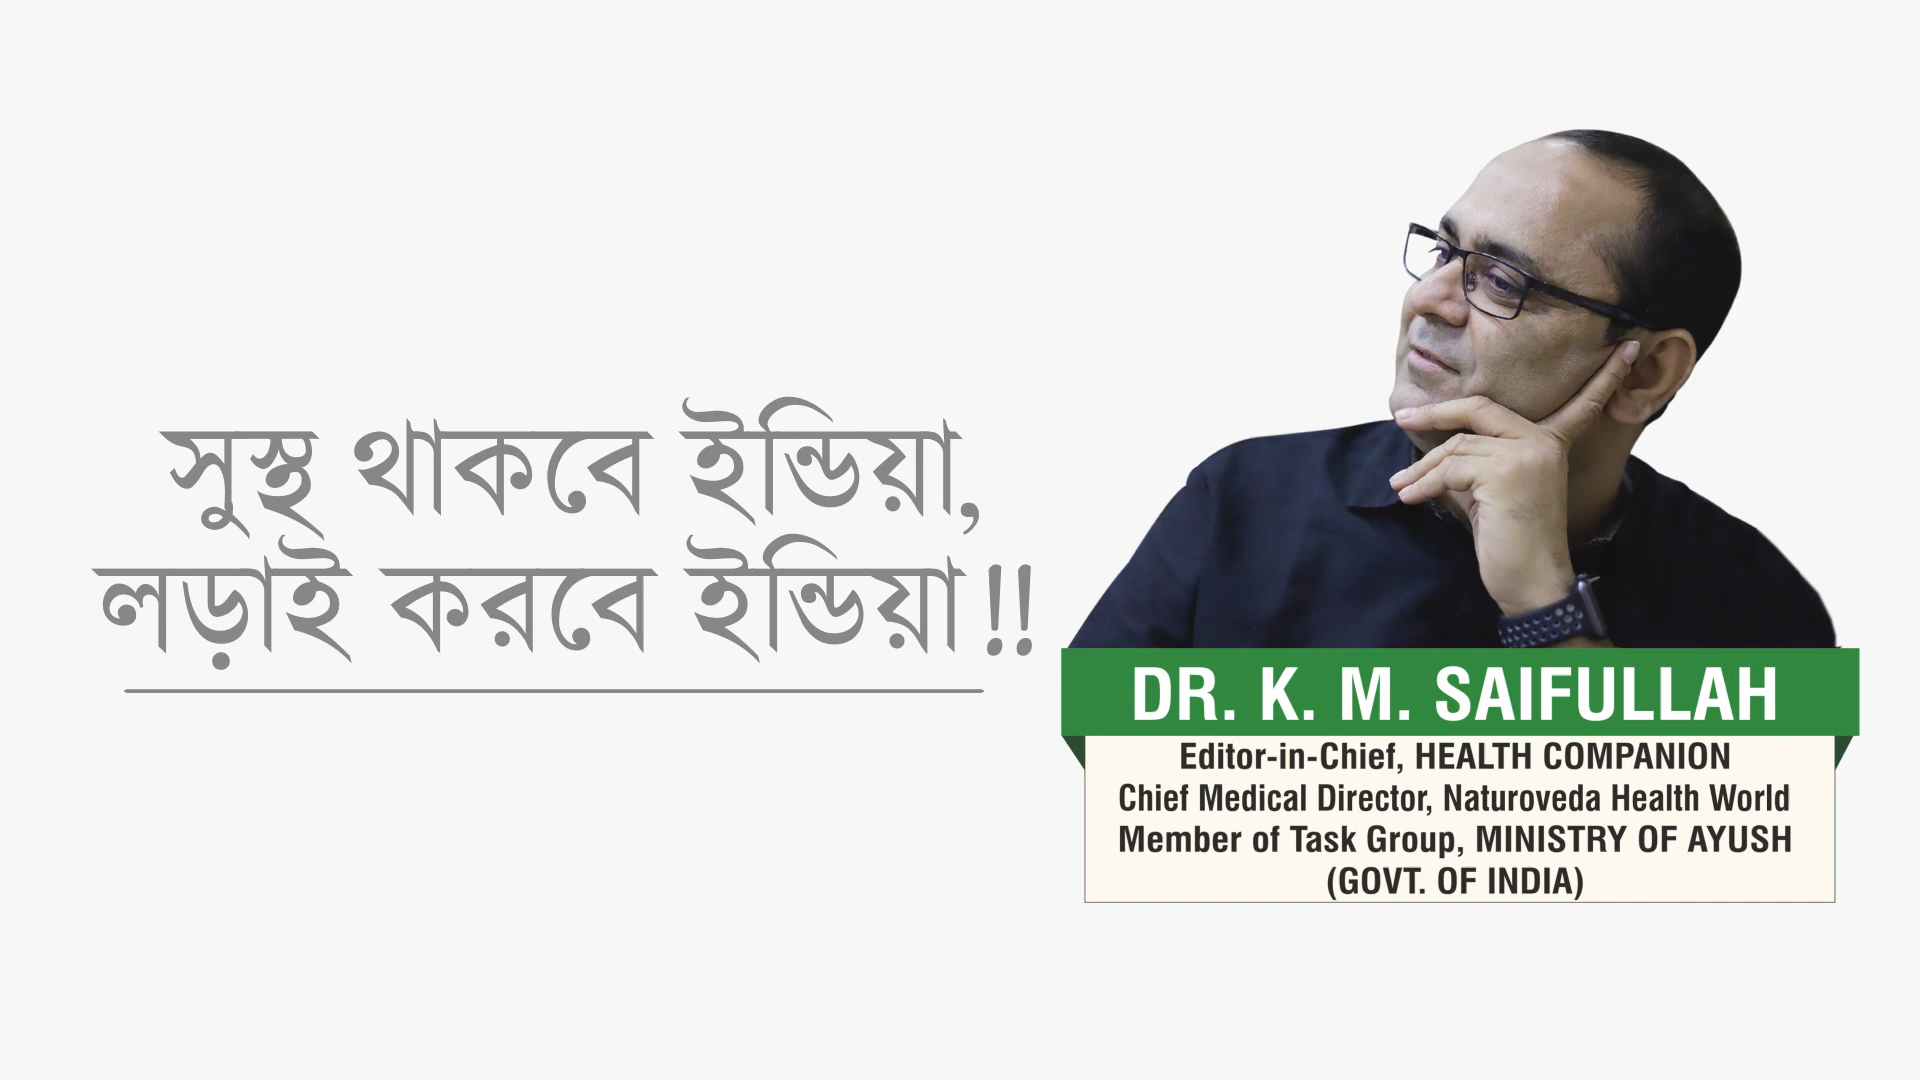 সুস্থ থাকবে ইন্ডিয়া,
লড়াই করবে ইন্ডিয়া!!
DR. K. M. SAIFULLAH
Editor-in-Chief, HEALTH COMPANION
Chief Medical Director, Naturoveda Health World
Member of Task Group, MINISTRY OF AYUSH
(GOVT. OF INDIA)